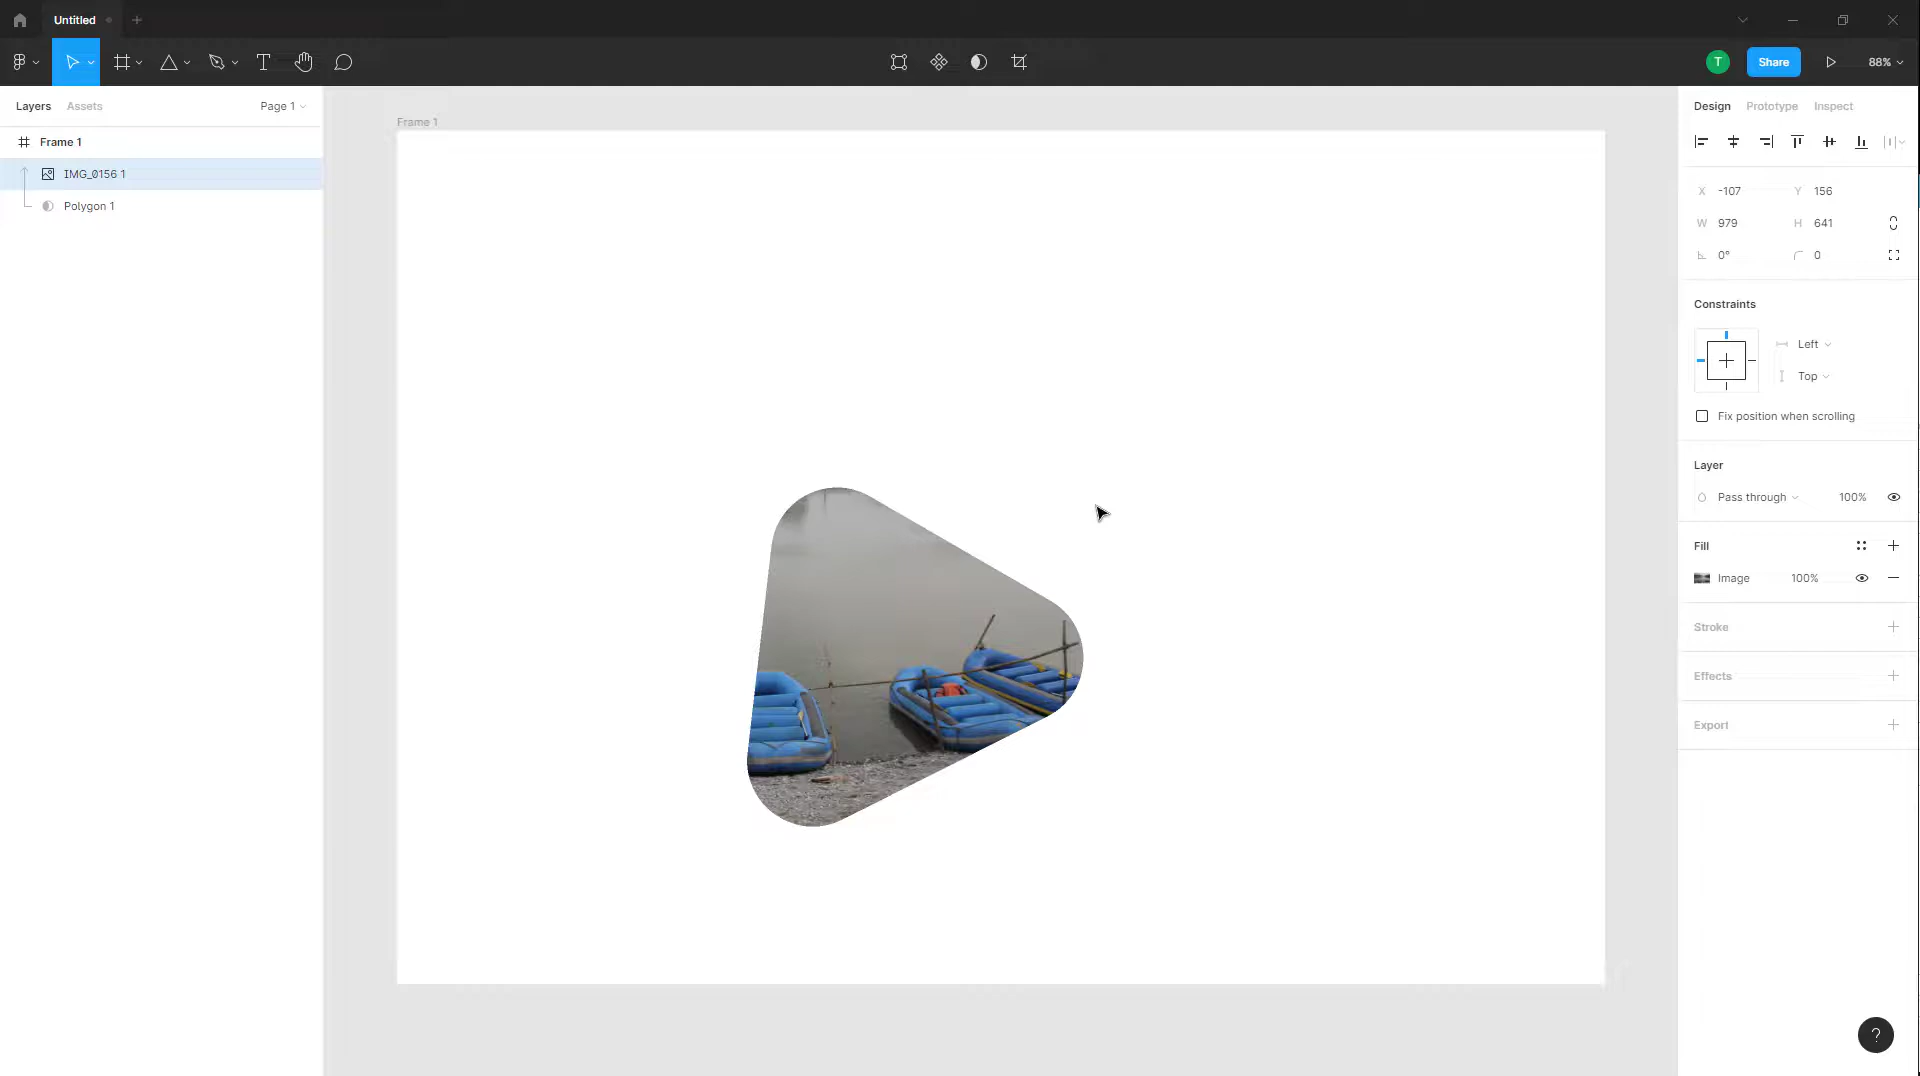 Untitled
Share
88%
Layers
Assets
Page 1
Design
Prototype
Inspect
Frame 1
Frame 1
IMG_0156 1
Polygon 1
X -107
Y 156
W 979
H 641
0°
0
Constraints
Left
Top
Fix position when scrolling
Layer
Pass through
100%
Fill
Image
100%
Stroke
Effects
Export
T
?